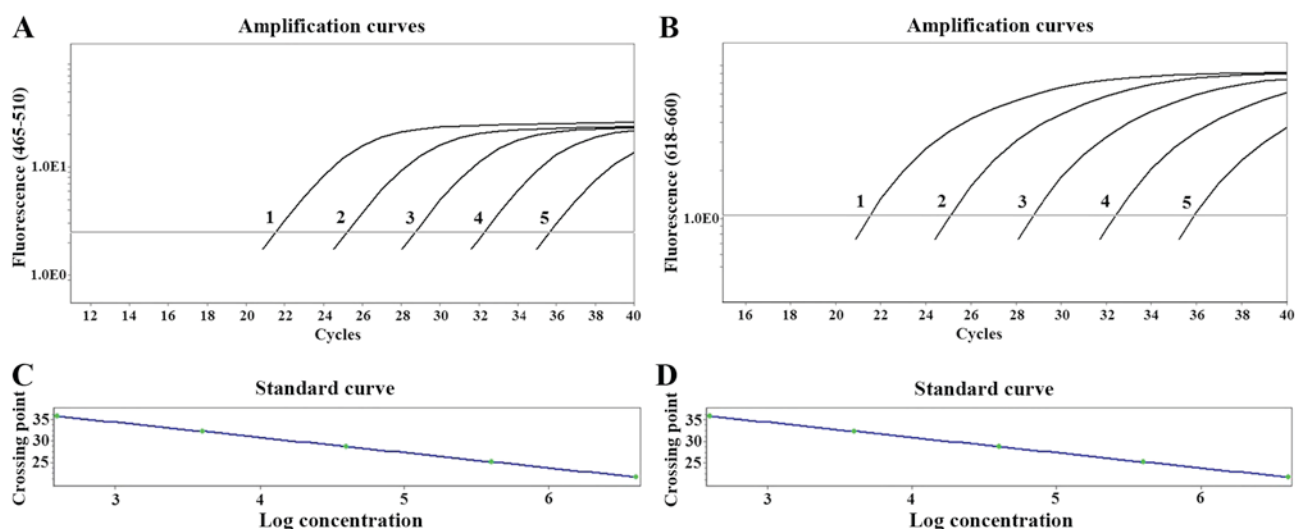 A
Amplification curves
Fluorescence (465-510)
1.0E1
1.0E0
1 2 3 4 5
12 14 16 18 20 22 24 26 28 30 32 34 36 38 40
Cycles
B
Amplification curves
Fluorescence (618-660)
1.0E0
1 2 3 4 5
16 18 20 22 24 26 28 30 32 34 36 38 40
Cycles
C
Standard curve
Crossing point
35
30
25
3 4 5 6
Log concentration
D
Standard curve
Crossing point
35
30
25
3 4 5 6
Log concentration